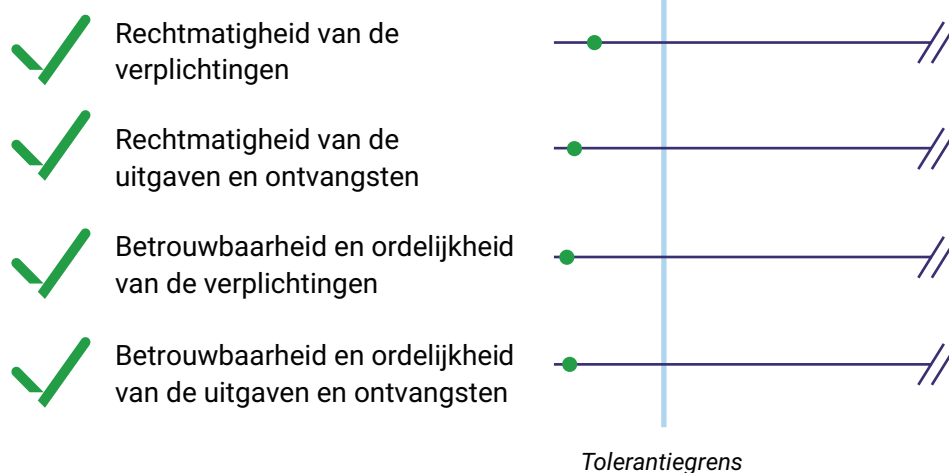 Rechtmatigheid van de
verplichtingen
Rechtmatigheid van de
uitgaven en ontvangsten
Betrouwbaarheid en ordelijkheid
van de verplichtingen
Betrouwbaarheid en ordelijkheid
van de uitgaven en ontvangsten
Tolerantiegrens